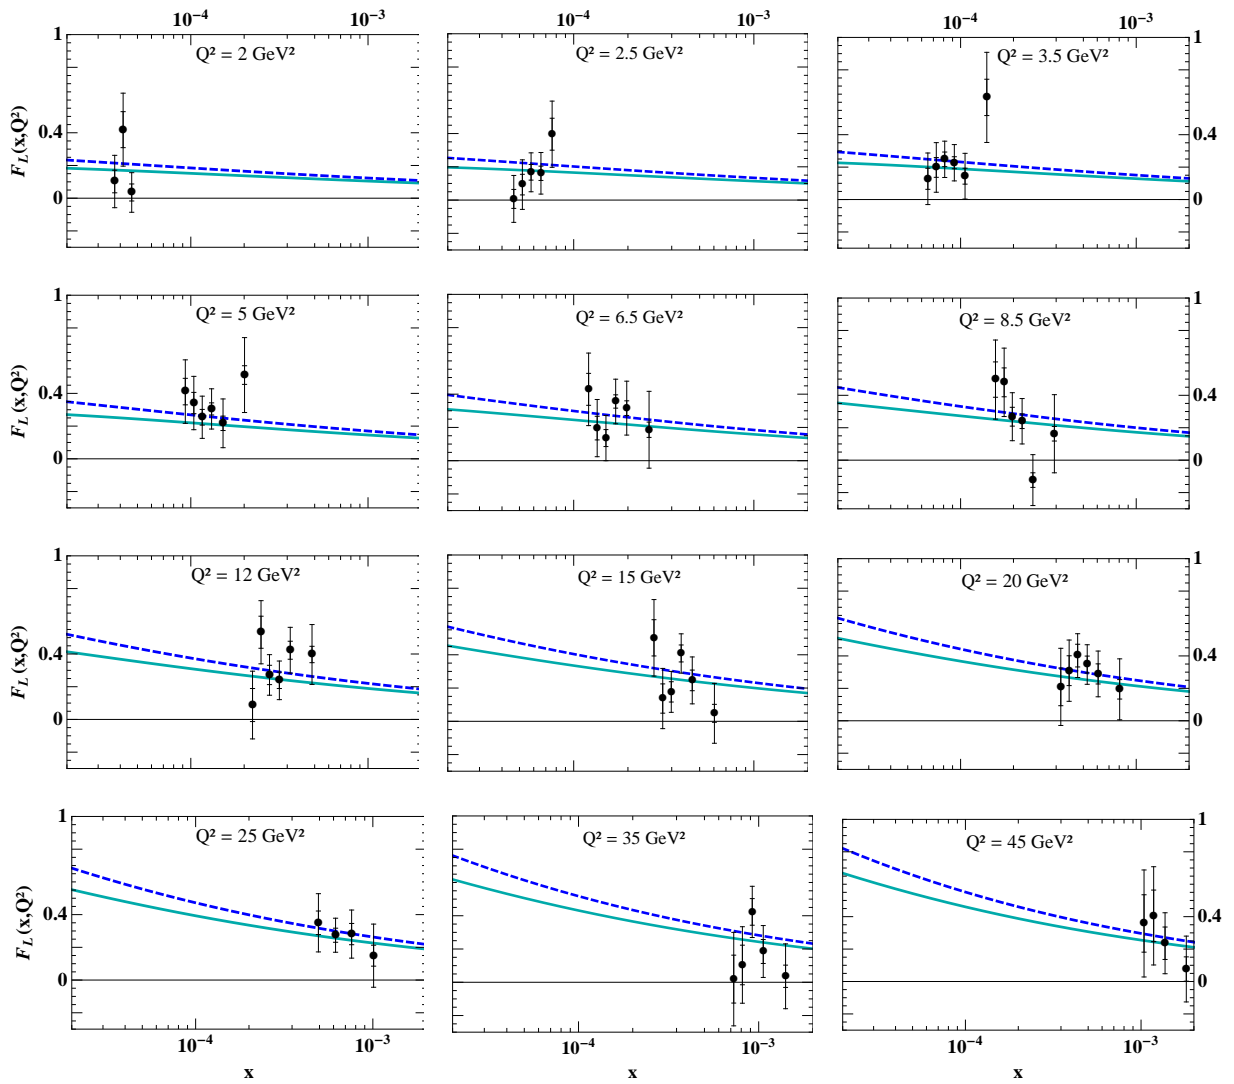 10⁻⁴ 10⁻³ 10⁻⁴ 10⁻³ 10⁻⁴ 10⁻³
1 Q² = 2 GeV² Q² = 2.5 GeV² Q² = 3.5 GeV² 1
F_L(x,Q²) 0.4 0.4
0 0
1 Q² = 5 GeV² Q² = 6.5 GeV² Q² = 8.5 GeV² 1
F_L(x,Q²) 0.4 0.4
0 0
1 Q² = 12 GeV² Q² = 15 GeV² Q² = 20 GeV² 1
F_L(x,Q²) 0.4 0.4
0 0
1 Q² = 25 GeV² Q² = 35 GeV² Q² = 45 GeV² 1
F_L(x,Q²) 0.4 0.4
0 0
10⁻⁴ 10⁻³ 10⁻⁴ 10⁻³ 10⁻⁴ 10⁻³
x x x